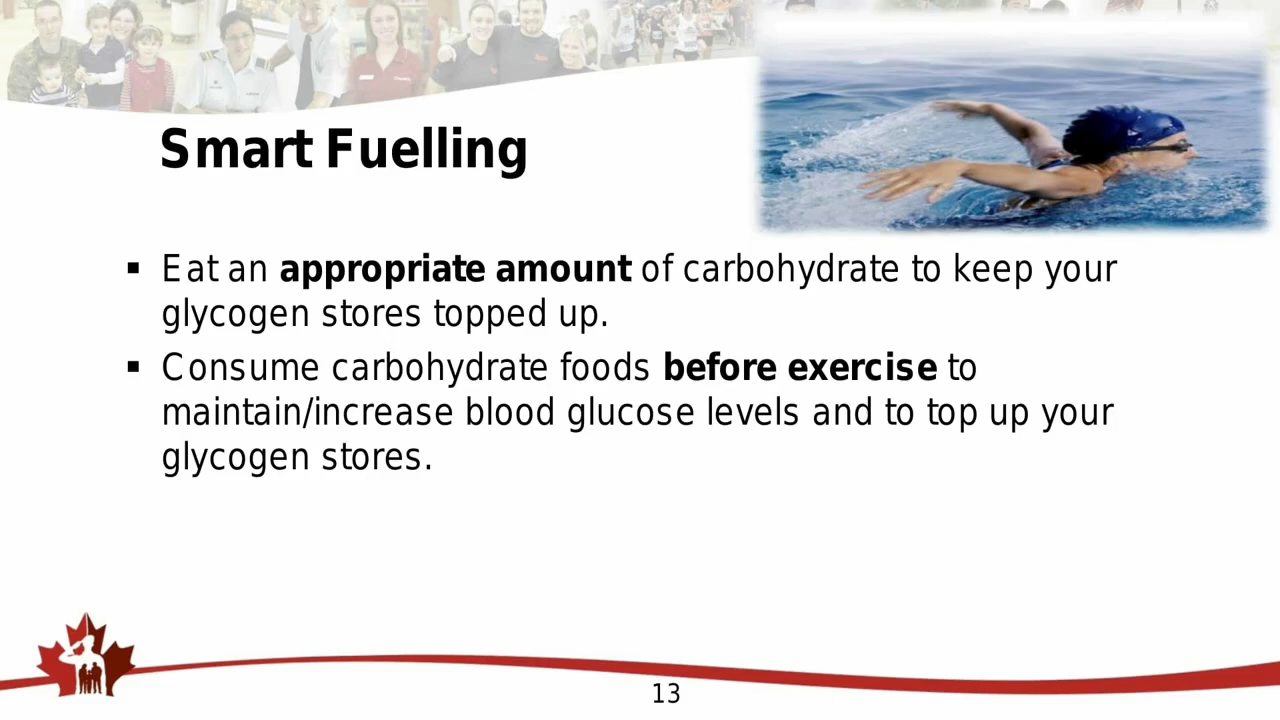 Smart Fuelling
▪ Eat an appropriate amount of carbohydrate to keep your
glycogen stores topped up.
▪ Consume carbohydrate foods before exercise to
maintain/increase blood glucose levels and to top up your
glycogen stores.
13